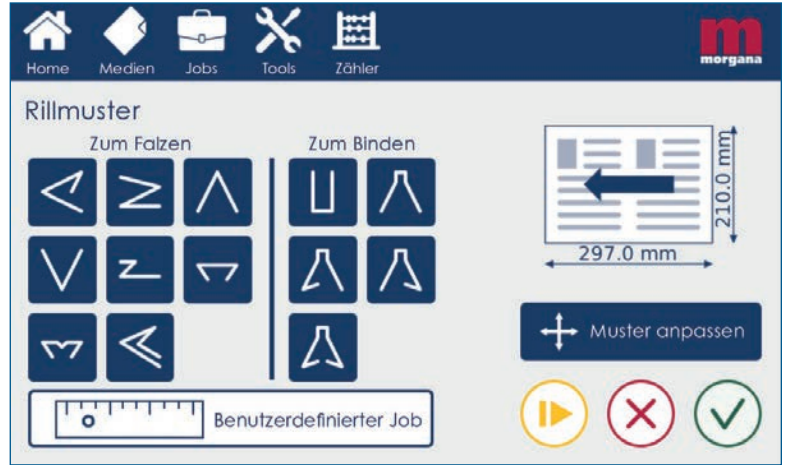 Home Medien Jobs Tools Zähler
morgana
Rillmuster
Zum Falzen Zum Binden
210.0 mm
297.0 mm
Muster anpassen
Benutzerdefinierter Job